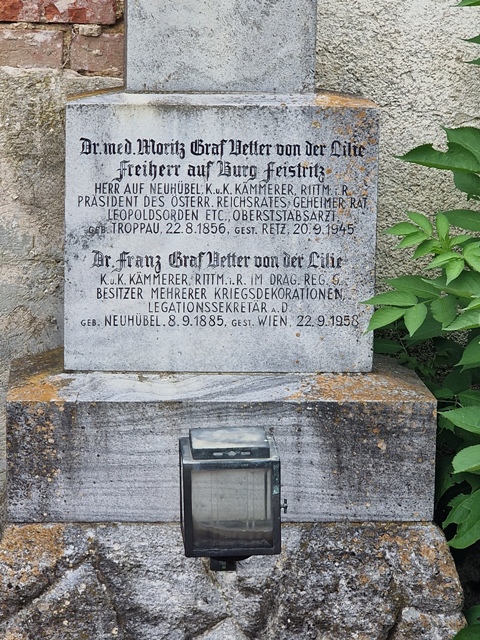 Dr. med. Moritz Graf Vetter von der Lilie
Freiherr auf Burg Feistritz
HERR AUF NEUHÜBEL, K.u.K. KÄMMERER, RITTM. i. R.
PRÄSIDENT DES ÖSTERR. REICHSRATES, GEHEIMER RAT,
LEOPOLDSORDEN ETC., OBERSTSTABSARZT
GEB. TROPPAU, 22.8.1856, GEST. RETZ, 20.9.1945
Dr. Franz Graf Vetter von der Lilie
K.u.K. KÄMMERER, RITTM. i. R. IM DRAG. REG. 6,
BESITZER MEHRERER KRIEGSDEKORATIONEN,
LEGATIONSSEKRETÄR a. D.
GEB. NEUHÜBEL, 8.9.1885, GEST. WIEN, 22.9.1958